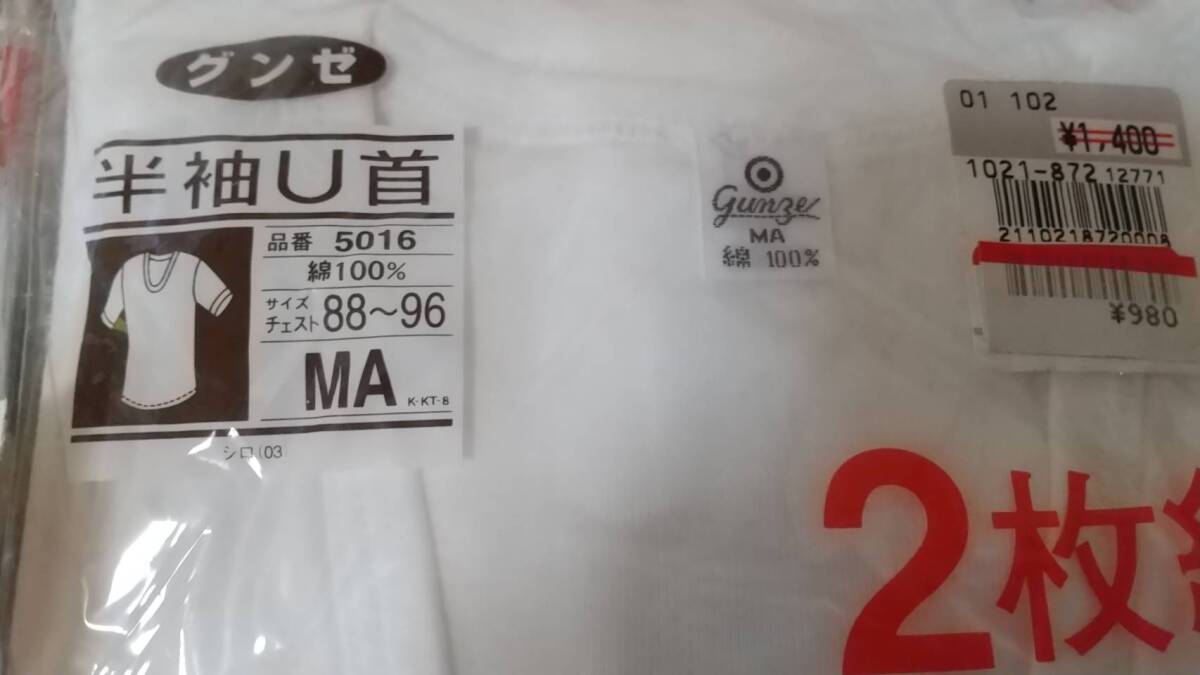 グンゼ
半袖U首
品番 5016
綿100%
サイズ
チェスト 88~96
MA
K-KT-8
シロ(03
gunze
MA
綿 100%
01 102
¥1,400
1021-872 12771
2110218720008
¥980
2枚組